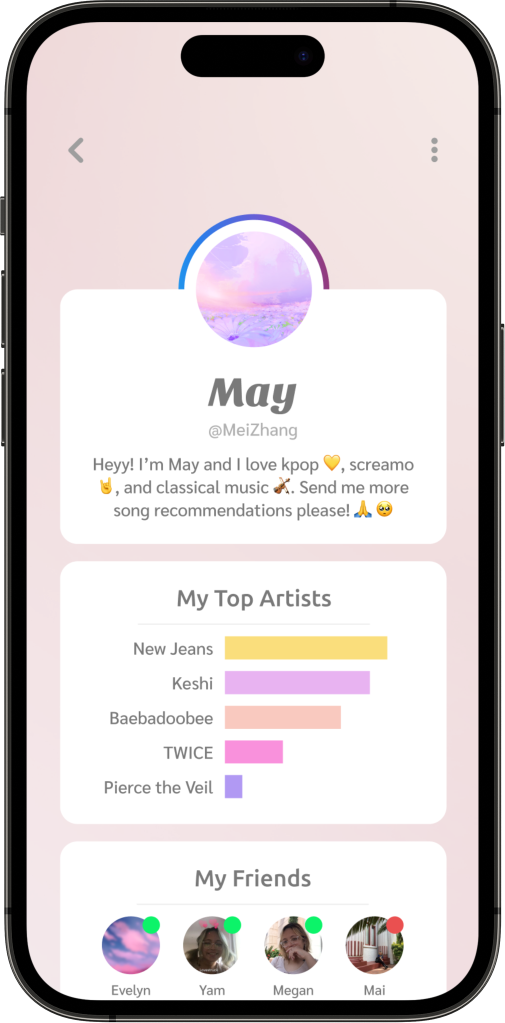 May
@MeiZhang
Heyy! I'm May and I love kpop 💛, screamo
🤘, and classical music 🎻. Send me more
song recommendations please! 🙏🥺
My Top Artists
New Jeans
Keshi
Baebadoobee
TWICE
Pierce the Veil
My Friends
Evelyn Yam Megan Mai